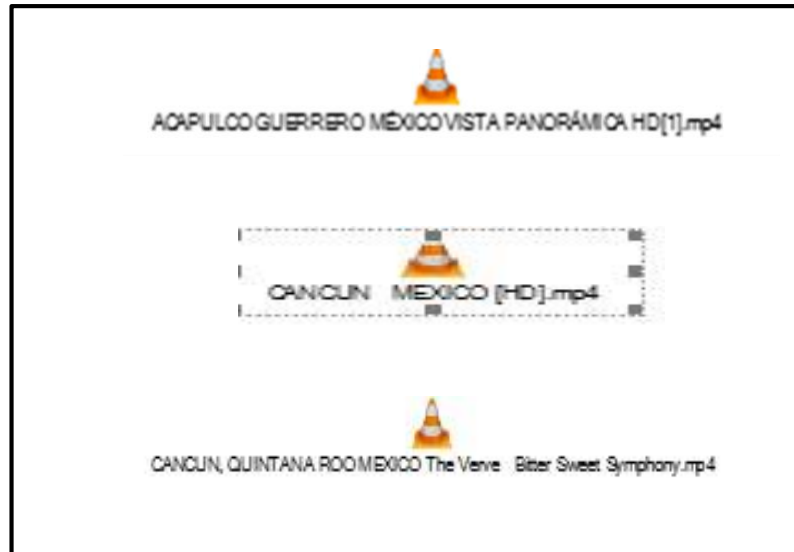 ACAPULCO GUERRERO MÉXICO VISTA PANORÁMICA HD[1].mp4
CANCUN MEXICO [HD].mp4
CANCUN, QUINTANA ROO MEXICO The Verve Bitter Sweet Symphony.mp4